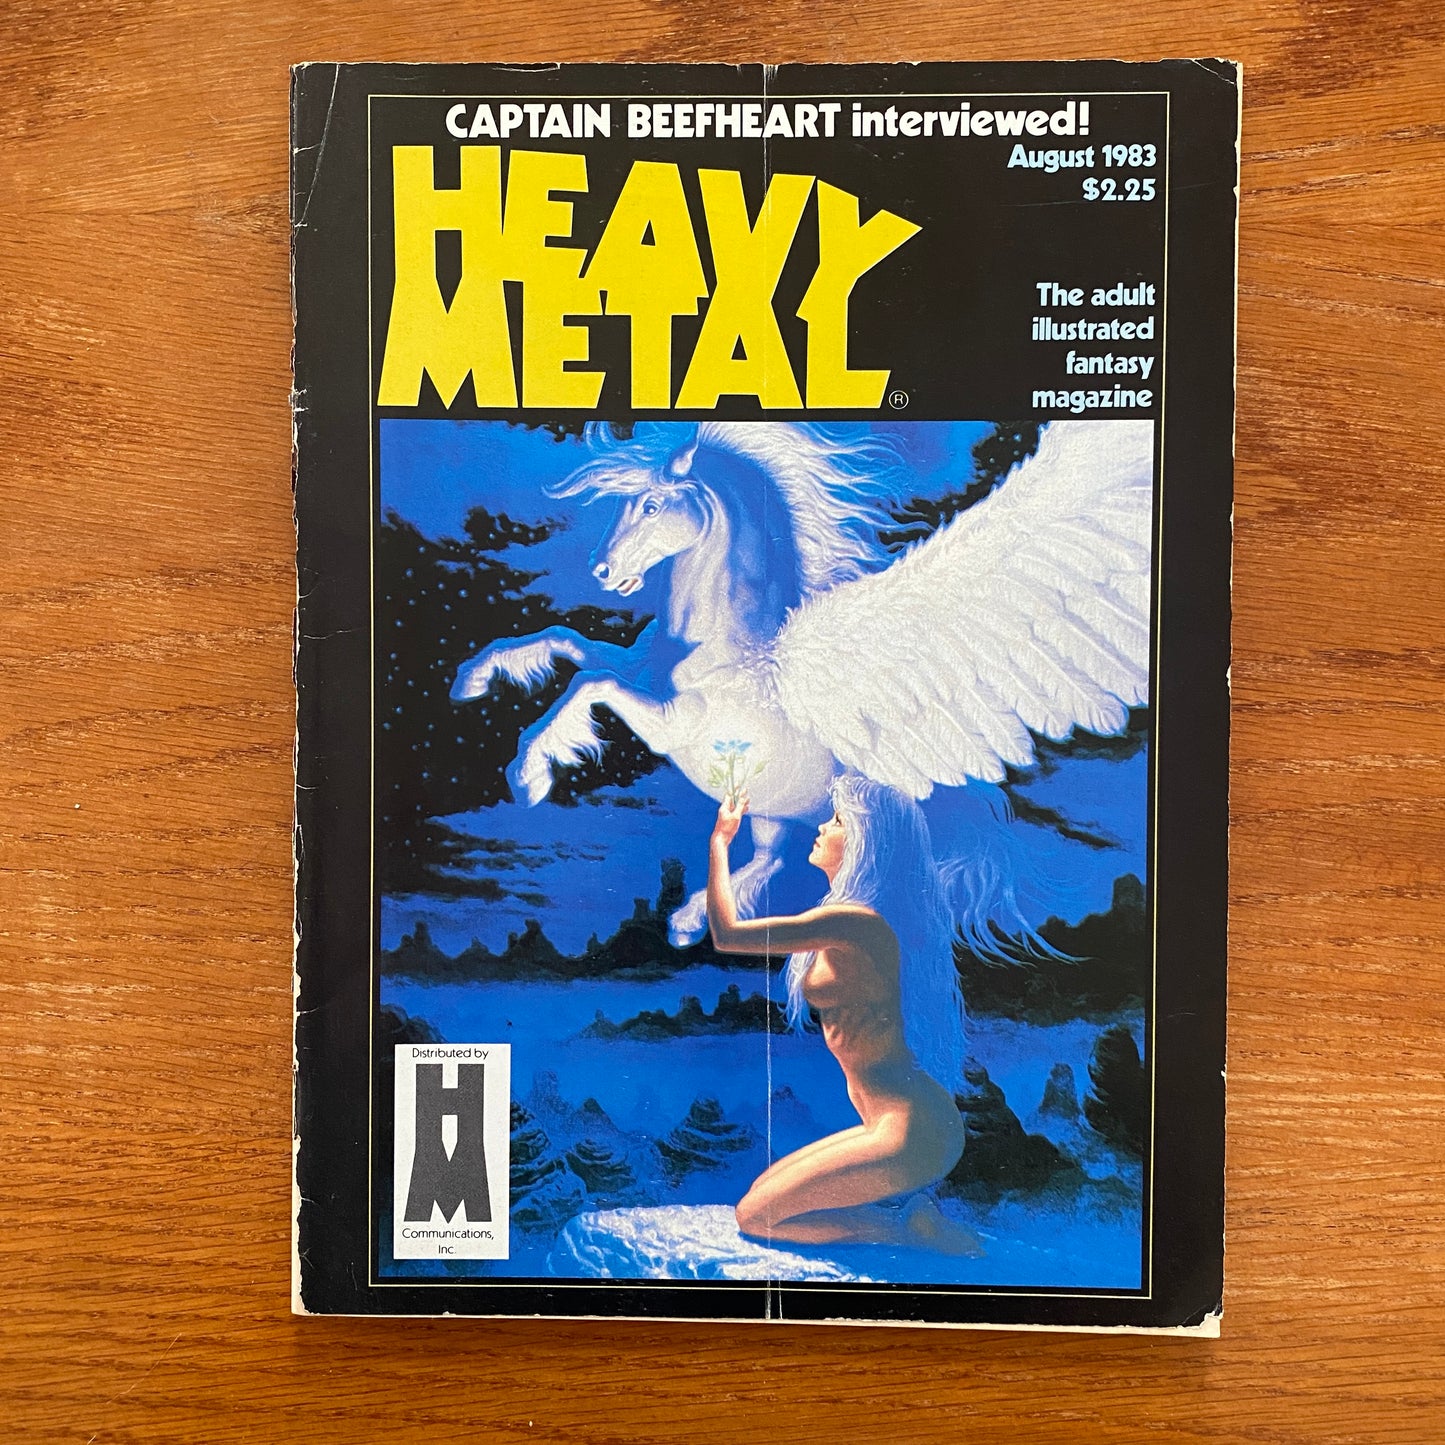 CAPTAIN BEEFHEART interviewed!
August 1983
$2.25
HEAVY
METAL
®
The adult
illustrated
fantasy
magazine
Distributed by
HM
Communications,
Inc.